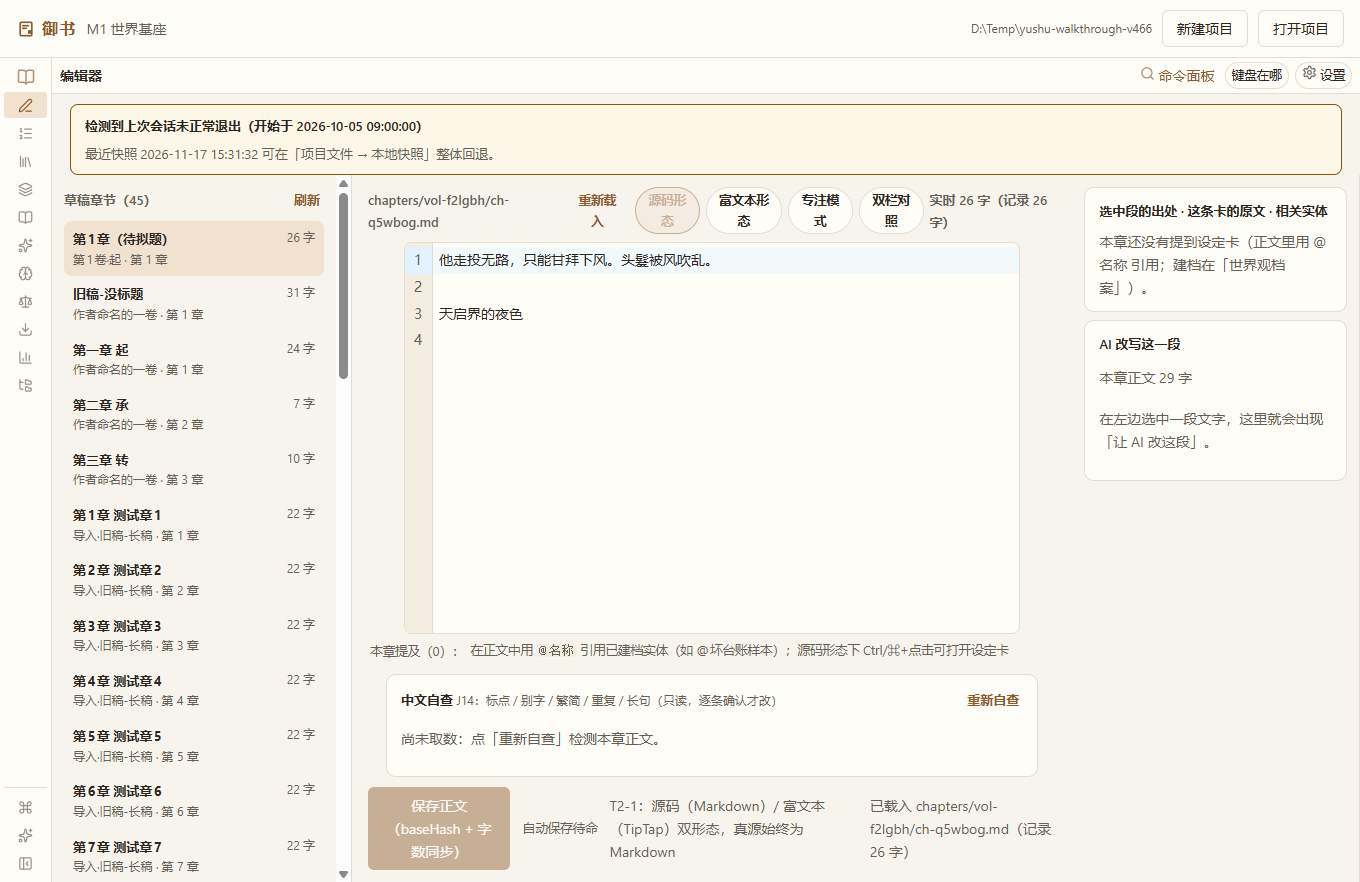 御书 M1 世界基座
D:\Temp\yushu-walkthrough-v466 新建项目 打开项目
编辑器
命令面板 键盘在哪 设置
检测到上次会话未正常退出（开始于 2026-10-05 09:00:00）
最近快照 2026-11-17 15:31:32 可在「项目文件 → 本地快照」整体回退。
草稿章节（45） 刷新
第 1 章（待拟题） 26 字
第 1 卷·起 · 第 1 章
旧稿-没标题 31 字
作者命名的一卷 · 第 1 章
第一章 起 24 字
作者命名的一卷 · 第 1 章
第二章 承 7 字
作者命名的一卷 · 第 2 章
第三章 转 10 字
作者命名的一卷 · 第 3 章
第 1 章 测试章 1 22 字
导入·旧稿-长稿 · 第 1 章
第 2 章 测试章 2 22 字
导入·旧稿-长稿 · 第 2 章
第 3 章 测试章 3 22 字
导入·旧稿-长稿 · 第 3 章
第 4 章 测试章 4 22 字
导入·旧稿-长稿 · 第 4 章
第 5 章 测试章 5 22 字
导入·旧稿-长稿 · 第 5 章
第 6 章 测试章 6 22 字
导入·旧稿-长稿 · 第 6 章
第 7 章 测试章 7 22 字
导入·旧稿-长稿 · 第 7 章
chapters/vol-f2lgbh/ch-
q5wbog.md
重新载
入
源码形
态
富文本形
态
专注模
式
双栏对
照
实时 26 字（记录 26
字）
1 他走投无路，只能甘拜下风。头髮被风吹乱。
2
3 天启界的夜色
4
本章提及（0）： 在正文中用 @名称 引用已建档实体（如 @坏台账样本）；源码形态下 Ctrl/⌘+点击可打开设定卡
中文自查 J14：标点 / 别字 / 繁简 / 重复 / 长句（只读，逐条确认才改） 重新自查
尚未取数：点「重新自查」检测本章正文。
保存正文
（baseHash + 字
数同步）
自动保存待命
T2-1：源码（Markdown）/ 富文本
（TipTap）双形态，真源始终为
Markdown
已载入 chapters/vol-
f2lgbh/ch-q5wbog.md（记录
26 字）
选中段的出处 · 这条卡的原文 · 相关实体
本章还没有提到设定卡（正文里用 @
名称 引用；建档在「世界观档
案」）。
AI 改写这一段
本章正文 29 字
在左边选中一段文字，这里就会出现
「让 AI 改这段」。